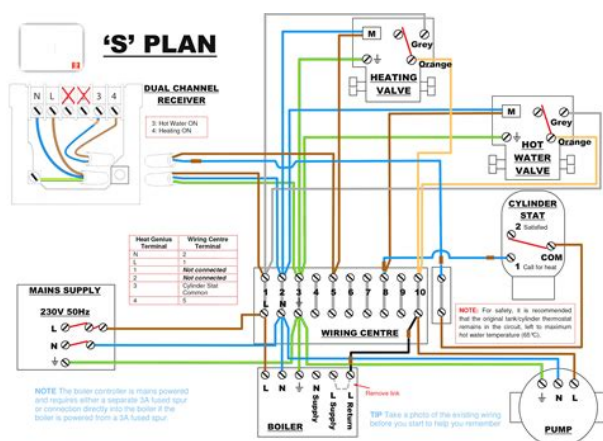 'S' PLAN
N L X X 3 4
DUAL CHANNEL
RECEIVER
3: Hot Water ON
4: Heating ON
M
Grey
Orange
HEATING
VALVE
M
Grey
Orange
HOT
WATER
VALVE
CYLINDER
STAT
2 Satisfied
COM
1 Call for heat
Heat Genius Terminal Wiring Centre Terminal
N 2
L 1
1 Not connected
2 Not connected
3 Cylinder Stat Common
4 5
1 2 3 4 5 6 7 8 9 10
L N
WIRING CENTRE
MAINS SUPPLY
230V 50Hz
L
N
NOTE: For safety, it is recommended
that the original tank/cylinder thermostat
remains in the circuit, left to maximum
hot water temperature (65°C).
NOTE The boiler controller is mains powered
and requires either a separate 3A fused spur
or connection directly into the boiler if the
boiler is powered from a 3A fused spur.
L N N Supply L Supply L Return
Remove link
BOILER
TIP Take a photo of the existing wiring
before you start to help you remember
N L
PUMP